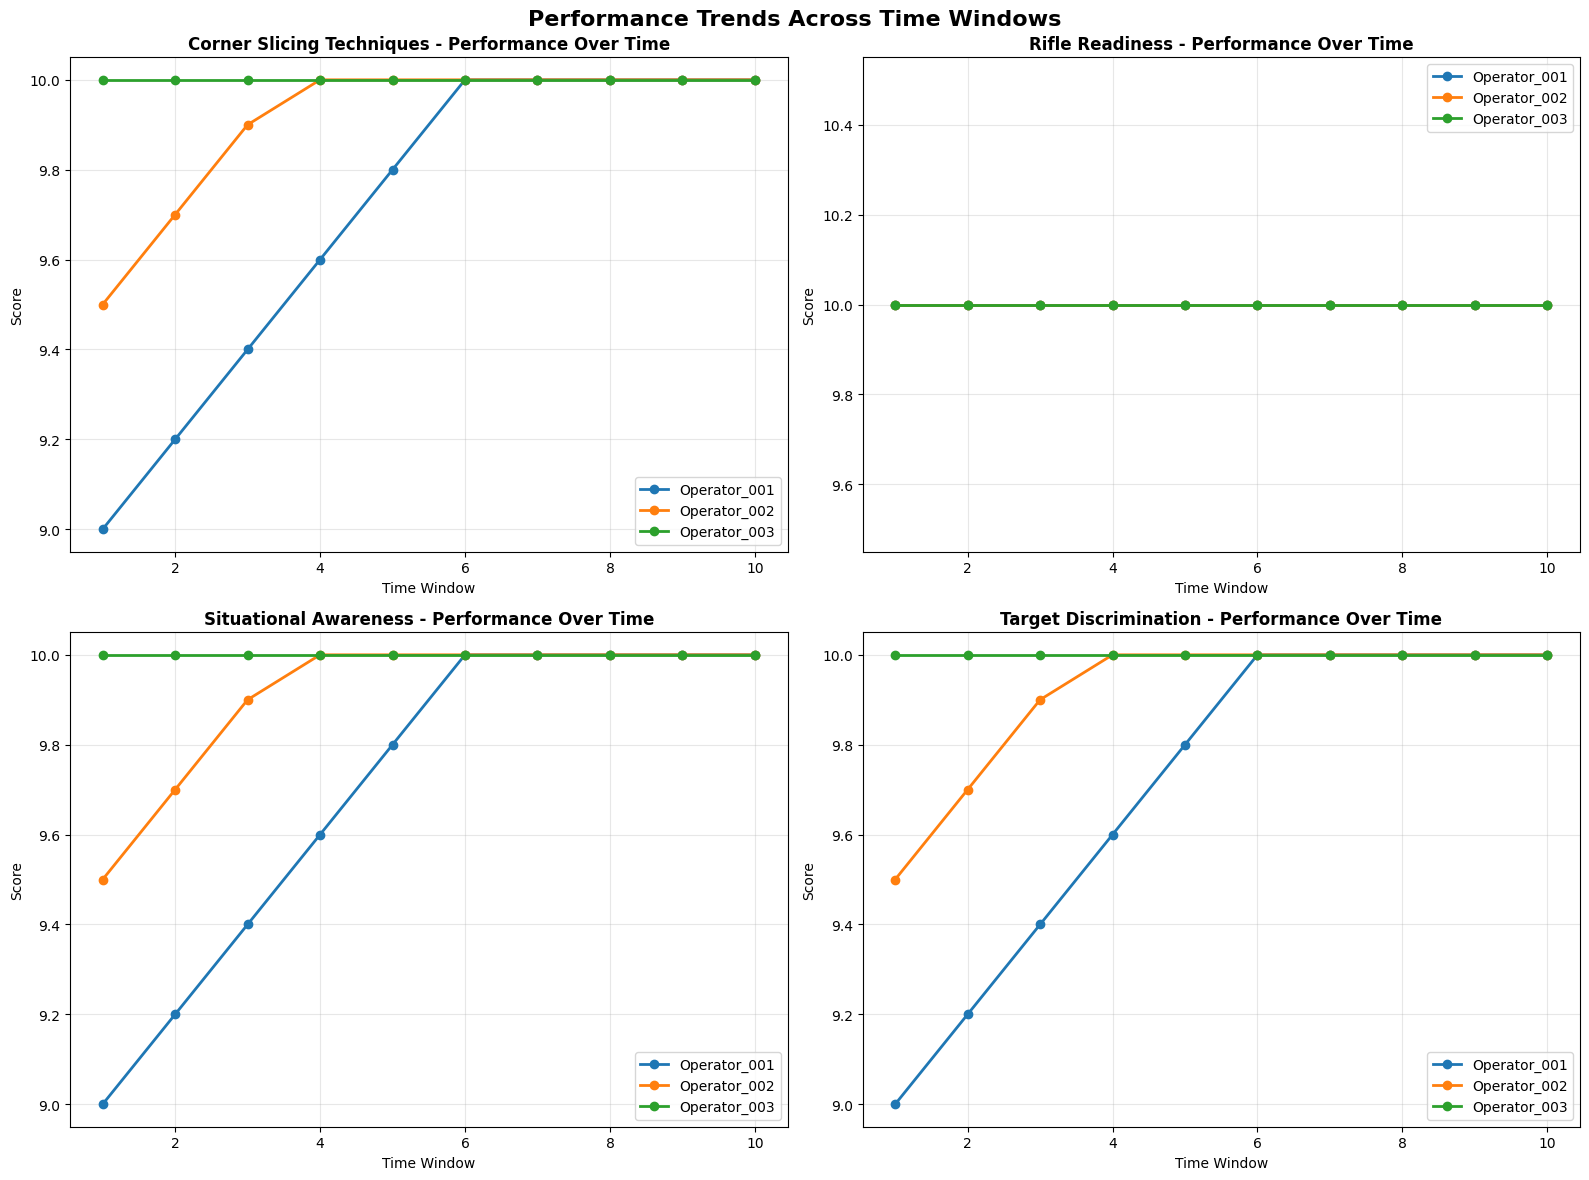 Performance Trends Across Time Windows
Corner Slicing Techniques - Performance Over Time
10.0
9.8
9.6
9.4
9.2
9.0
Score
2
4
6
8
10
Time Window
Operator_001
Operator_002
Operator_003
Rifle Readiness - Performance Over Time
10.4
10.2
10.0
9.8
9.6
Score
2
4
6
8
10
Time Window
Operator_001
Operator_002
Operator_003
Situational Awareness - Performance Over Time
10.0
9.8
9.6
9.4
9.2
9.0
Score
2
4
6
8
10
Time Window
Operator_001
Operator_002
Operator_003
Target Discrimination - Performance Over Time
10.0
9.8
9.6
9.4
9.2
9.0
Score
2
4
6
8
10
Time Window
Operator_001
Operator_002
Operator_003